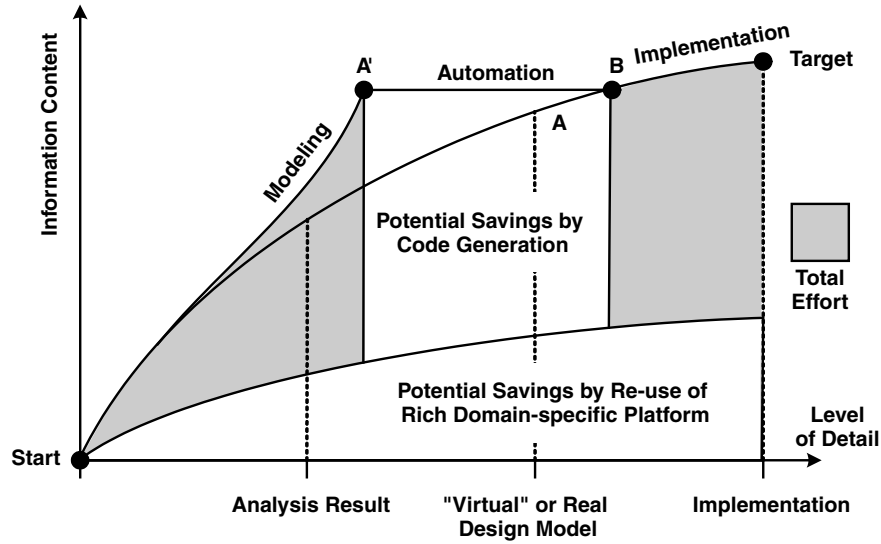 Information Content
Implementation
A'
Automation
B
Target
A
Modeling
Potential Savings by
Code Generation
Total
Effort
Potential Savings by Re-use of
Rich Domain-specific Platform
Level
of Detail
Start
Analysis Result
"Virtual" or Real
Design Model
Implementation